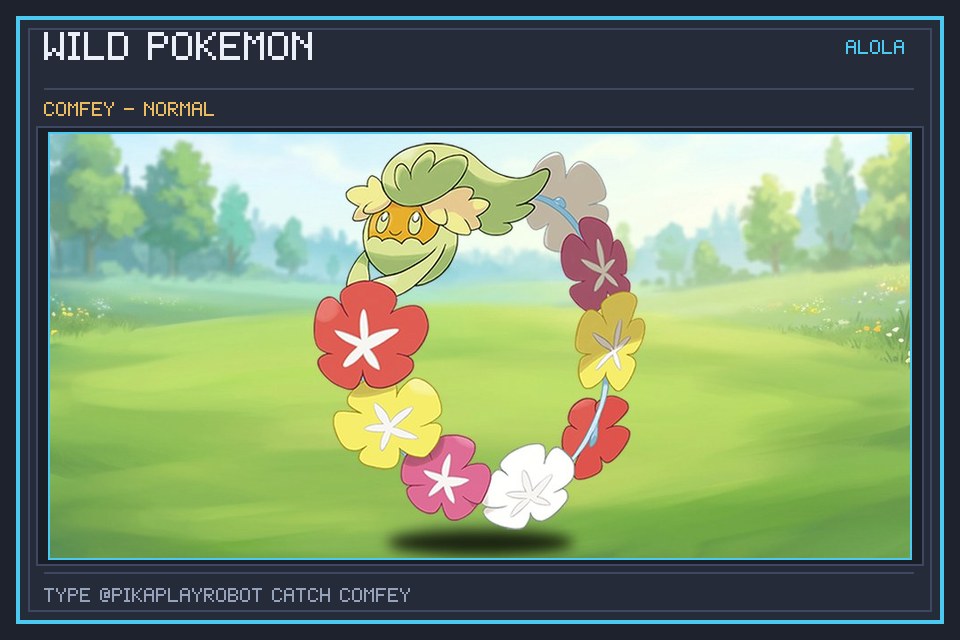 WILD POKEMON
ALOLA
COMFEY - NORMAL
TYPE @PIKAPLAYROBOT CATCH COMFEY